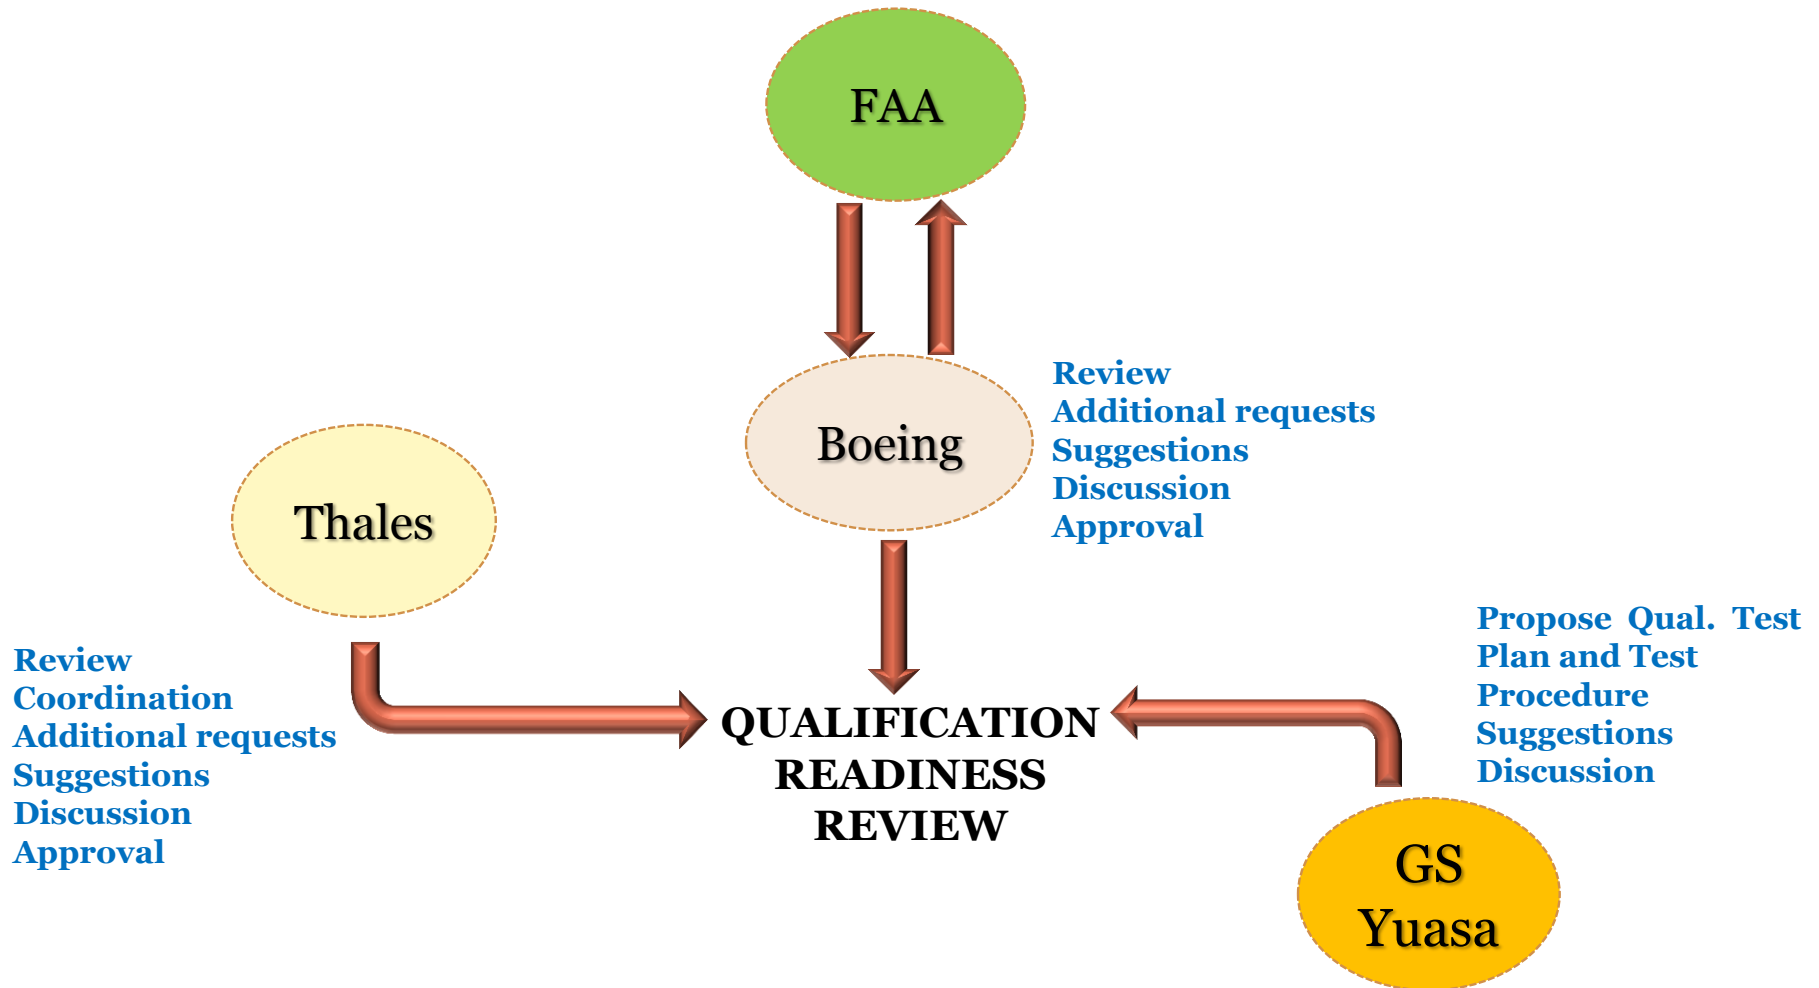 FAA
Boeing
Review
Additional requests
Suggestions
Discussion
Approval
Thales
Review
Coordination
Additional requests
Suggestions
Discussion
Approval
QUALIFICATION
READINESS
REVIEW
Propose Qual. Test
Plan and Test
Procedure
Suggestions
Discussion
GS
Yuasa